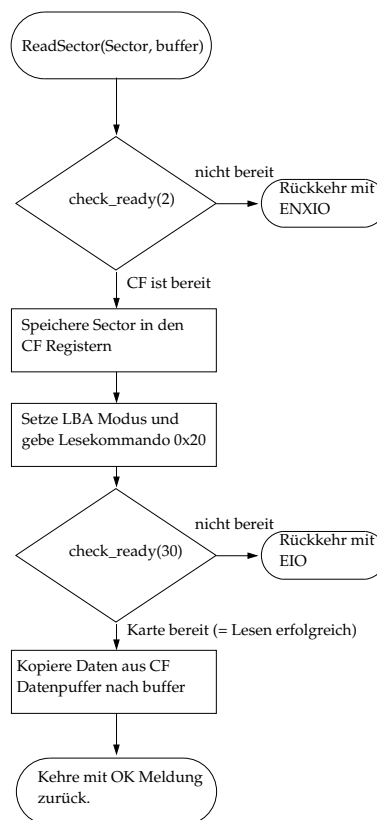 ReadSector(Sector, buffer)
nicht bereit
check_ready(2)
Rückkehr mit
ENXIO
CF ist bereit
Speichere Sector in den
CF Registern
Setze LBA Modus und
gebe Lesekommando 0x20
nicht bereit
check_ready(30)
Rückkehr mit
EIO
Karte bereit (= Lesen erfolgreich)
Kopiere Daten aus CF
Datenpuffer nach buffer
Kehre mit OK Meldung
zurück.